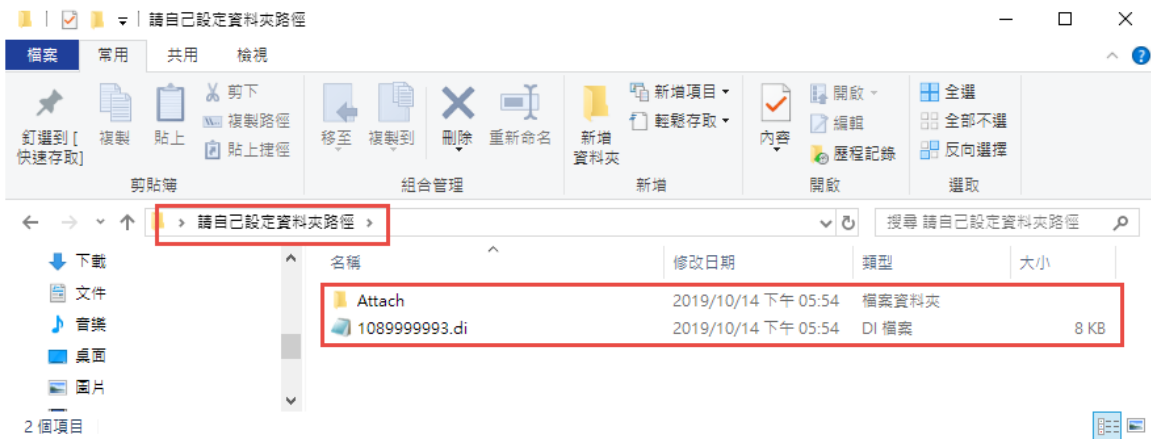 請自己設定資料夾路徑
檔案 常用 共用 檢視
釘選到 [
快速存取]
複製
貼上
剪下
複製路徑
貼上捷徑
剪貼簿
移至
複製到
刪除
重新命名
組合管理
新增
資料夾
新增項目
輕鬆存取
新增
內容
開啟
編輯
歷程記錄
開啟
全選
全部不選
反向選擇
選取
請自己設定資料夾路徑
搜尋 請自己設定資料夾路徑
下載
文件
音樂
桌面
圖片
名稱 修改日期 類型 大小
Attach 2019/10/14 下午 05:54 檔案資料夾
1089999993.di 2019/10/14 下午 05:54 DI 檔案 8 KB
2 個項目